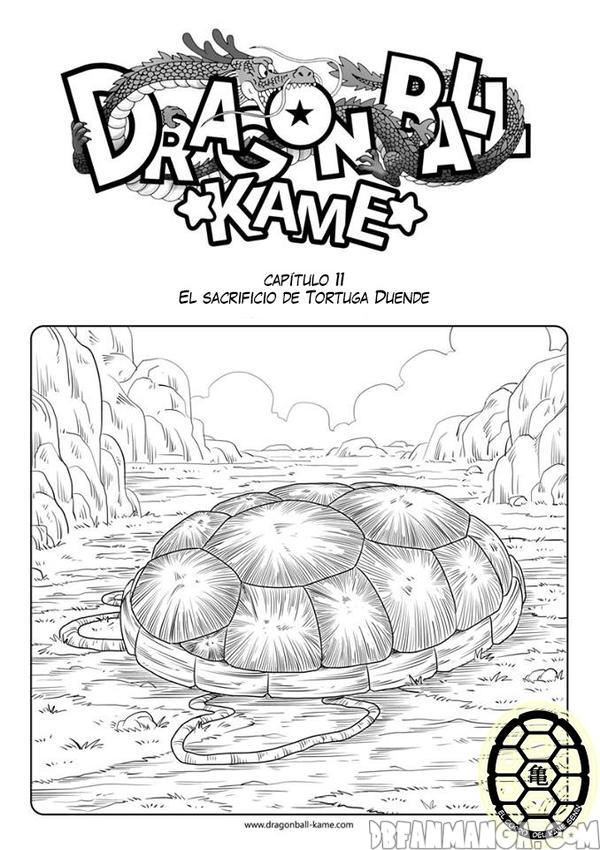 DRAGON BALL
KAME
CAPÍTULO 11
EL SACRIFICIO DE TORTUGA DUENDE
亀
www.dragonball-kame.com
DBFANMANGA.COM